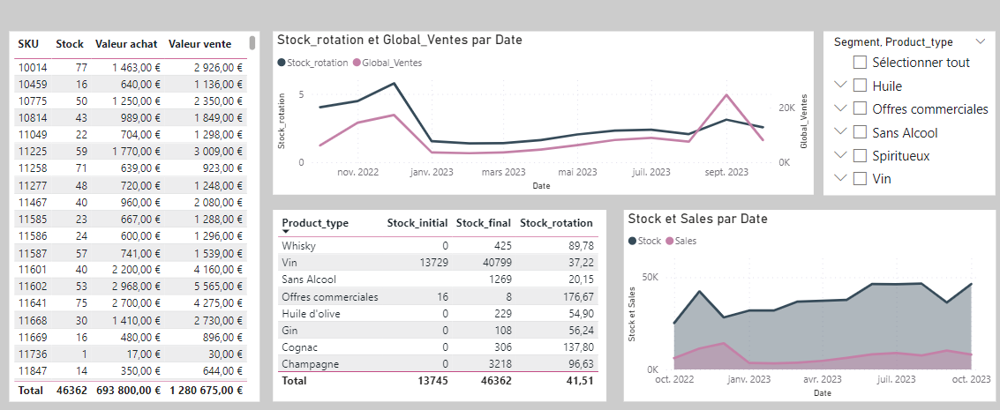 SKU Stock Valeur achat Valeur vente
10014 77 1 463,00 € 2 926,00 €
10459 16 640,00 € 1 136,00 €
10775 50 1 250,00 € 2 350,00 €
10814 43 989,00 € 1 849,00 €
11049 22 704,00 € 1 298,00 €
11225 59 1 770,00 € 3 009,00 €
11258 71 639,00 € 923,00 €
11277 48 720,00 € 1 248,00 €
11467 40 960,00 € 2 080,00 €
11585 23 667,00 € 1 288,00 €
11586 24 600,00 € 1 296,00 €
11587 57 741,00 € 1 539,00 €
11601 40 2 200,00 € 4 160,00 €
11602 53 2 968,00 € 5 565,00 €
11641 75 2 700,00 € 4 275,00 €
11668 30 1 410,00 € 2 730,00 €
11669 16 480,00 € 896,00 €
11736 1 17,00 € 30,00 €
11847 14 350,00 € 644,00 €
Total 46362 693 800,00 € 1 280 675,00 €
Stock_rotation et Global_Ventes par Date
Stock_rotation Global_Ventes
Stock_rotation
5
0
20K
0K
Global_Ventes
nov. 2022 janv. 2023 mars 2023 mai 2023 juil. 2023 sept. 2023
Date
Segment, Product_type
Sélectionner tout
Huile
Offres commerciales
Sans Alcool
Spiritueux
Vin
Product_type Stock_initial Stock_final Stock_rotation
Whisky 0 425 89,78
Vin 13729 40799 37,22
Sans Alcool 1269 20,15
Offres commerciales 16 8 176,67
Huile d'olive 0 229 54,90
Gin 0 108 56,24
Cognac 0 306 137,80
Champagne 0 3218 96,63
Total 13745 46362 41,51
Stock et Sales par Date
Stock Sales
Stock et Sales
50K
0K
oct. 2022 janv. 2023 avr. 2023 juil. 2023 oct. 2023
Date